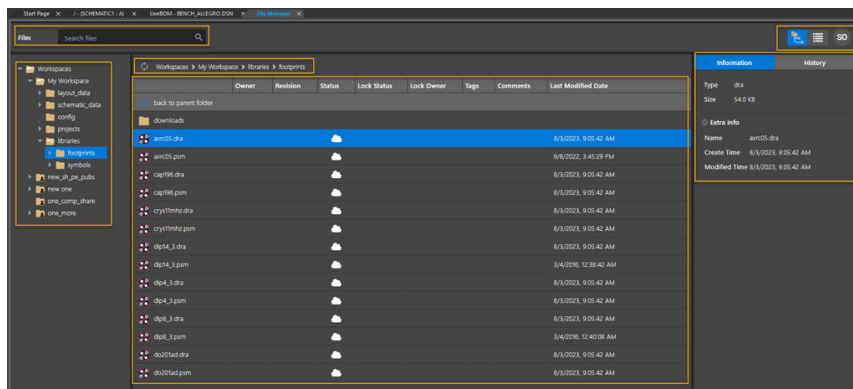 Start Page X / - (SCHEMATIC1 : A) X LiveBOM - BENCH_ALLEGRO.DSN X File Manager X
Files Search files
SO
Workspaces
My Workspace
layout_data
schematic_data
config
projects
libraries
footprints
symbols
new_sh_pe_pubs
new one
one_comp_share
one_more
Workspaces > My Workspace > libraries > footprints
Owner Revision Status Lock Status Lock Owner Tags Comments Last Modified Date
back to parent folder
downloads
axrc05.dra 8/3/2023, 9:05:42 AM
axrc05.psm 9/8/2022, 3:45:29 PM
cap196.dra 8/3/2023, 9:05:42 AM
cap196.psm 8/3/2023, 9:05:42 AM
crys11mhz.dra 8/3/2023, 9:05:42 AM
crys11mhz.psm 8/3/2023, 9:05:42 AM
dip14_3.dra 8/3/2023, 9:05:42 AM
dip14_3.psm 3/4/2016, 12:38:42 AM
dip4_3.dra 8/3/2023, 9:05:42 AM
dip4_3.psm 8/3/2023, 9:05:42 AM
dip8_3.dra 8/3/2023, 9:05:42 AM
dip8_3.psm 3/4/2016, 12:40:08 AM
do201ad.dra 8/3/2023, 9:05:42 AM
do201ad.psm 8/3/2023, 9:05:42 AM
Information History
Type dra
Size 54.0 KB
Extra info
Name axrc05.dra
Create Time 8/3/2023, 9:05:42 AM
Modified Time 8/3/2023, 9:05:42 AM